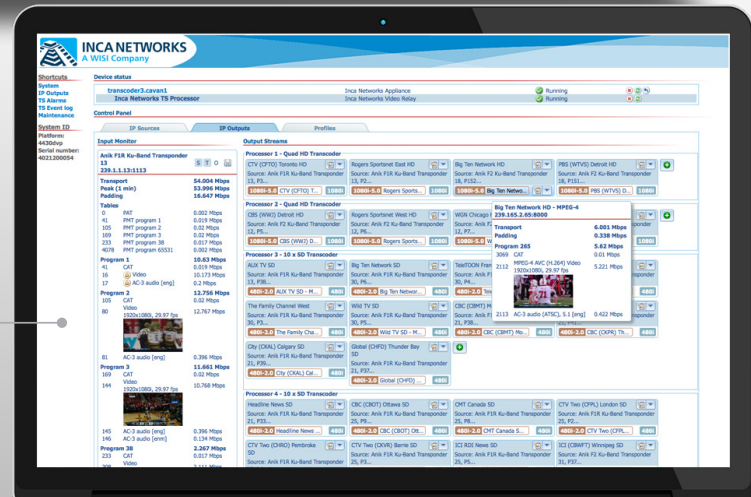 INCA NETWORKS
A WISI Company
Shortcuts
System
IP Outputs
TS Alarms
TS Event log
Maintenance
System ID
Platform:
4430dvp
Serial number:
4021200054
Device status
transcoder3.cavan1 Inca Networks Appliance Running
Inca Networks TS Processor Inca Networks Video Relay Running
Control Panel
IP Sources IP Outputs Profiles
Input Monitor
Anik F1R Ku-Band Transponder
13
239.1.1.13:1113
S T O
Transport 54.004 Mbps
Peak (1 min) 53.996 Mbps
Padding 16.647 Mbps
Tables
0 PAT 0.002 Mbps
41 PMT program 1 0.019 Mbps
105 PMT program 2 0.02 Mbps
169 PMT program 3 0.02 Mbps
233 PMT program 38 0.017 Mbps
4078 PMT program 65531 0.002 Mbps
Program 1 10.63 Mbps
41 CAT 0.019 Mbps
16 Video 10.173 Mbps
17 AC-3 audio [eng] 0.2 Mbps
Program 2 12.756 Mbps
105 CAT 0.02 Mbps
80 Video
1920x1080i, 29.97 fps 12.767 Mbps
81 AC-3 audio [eng] 0.396 Mbps
Program 3 11.661 Mbps
169 CAT 0.02 Mbps
144 Video
1920x1080i, 29.97 fps 10.768 Mbps
145 AC-3 audio [eng] 0.396 Mbps
146 AC-3 audio [enm] 0.134 Mbps
Program 38 2.267 Mbps
233 CAT 0.017 Mbps
Video
Output Streams
Processor 1 - Quad HD Transcoder
CTV (CFTO) Toronto HD
Source: Anik F1R Ku-Band Transponder
13, P3...
1080i-5.0 CTV (CFTO) T... 1080i
Rogers Sportsnet East HD
Source: Anik F1R Ku-Band Transponder
13, P2...
1080i-5.0 Rogers Sports... 1080i
Big Ten Network HD
Source: Anik F2 Ku-Band Transponder
18, P152...
1080i-5.0 Big Ten Netwo... 1080i
PBS (WTVS) Detroit HD
Source: Anik F2 Ku-Band Transponder
18, P151...
1080i-5.0 PBS (WTVS) D... 1080i
Processor 2 - Quad HD Transcoder
CBS (WWJ) Detroit HD
Source: Anik F2 Ku-Band Transponder
12, P5...
1080i-5.0 CBS (WWJ) D... 1080i
Rogers Sportsnet West HD
Source: Anik F2 Ku-Band Transponder
12, P6...
1080i-5.0 Rogers Sports... 1080i
WGN Chicago
Source: Anik F2
12, P7...
1080i-5.0
Big Ten Network HD - MPEG-4
239.165.2.65:8000
Transport 6.001 Mbps
Padding 0.338 Mbps
Program 265 5.62 Mbps
3069 CAT 0.01 Mbps
2112 MPEG-4 AVC (H.264) Video
1920x1080i, 29.97 fps 5.221 Mbps
2113 AC-3 audio (ATSC), 5.1 [eng] 0.422 Mbps
Processor 3 - 10 x SD Transcoder
AUX TV SD
Source: Anik F1R Ku-Band Transponder
13, P38...
480i-2.0 AUX TV SD - M... 480i
Big Ten Network SD
Source: Anik F1R Ku-Band Transponder
30, P6...
480i-2.0 Big Ten Networ... 480i
TeleTOON Fran
Source: Anik F1
30, P4...
480i-2.0
The Family Channel West
Source: Anik F1R Ku-Band Transponder
30, P3...
480i-2.0 The Family Cha... 480i
Wild TV SD
Source: Anik F1R Ku-Band Transponder
30, P5...
480i-2.0 Wild TV SD - M... 480i
CBC (CBMT) M
Source: Anik F1
21, P38...
480i-2.0 CBC (CBMT) Mo... 480i
480i-2.0 CBC (CKPR) Th... 480i
City (CKAL) Calgary SD
Source: Anik F1R Ku-Band Transponder
21, P39...
480i-2.0 City (CKAL) Cal... 480i
Global (CHFD) Thunder Bay
SD
Source: Anik F1R Ku-Band Transponder
21, P37...
480i-2.0 Global (CHFD) ... 480i
Processor 4 - 10 x SD Transcoder
Headline News SD
Source: Anik F1R Ku-Band Transponder
21, P33...
480i-2.0 Headline News ... 480i
CBC (CBOT) Ottawa SD
Source: Anik F1R Ku-Band Transponder
25, P9...
480i-2.0 CBC (CBOT) Ott... 480i
CMT Canada SD
Source: Anik F1R Ku-Band Transponder
25, P8...
480i-2.0 CMT Canada S... 480i
CTV Two (CFPL) London SD
Source: Anik F1R Ku-Band Transponder
25, P2...
480i-2.0 CTV Two (CFPL... 480i
CTV Two (CHRO) Pembroke
SD
Source: Anik F1R Ku-Band Transponder
CTV Two (CKVR) Barrie SD
Source: Anik F1R Ku-Band Transponder
25, P3...
ICI RDI News SD
Source: Anik F1R Ku-Band Transponder
25, P5...
ICI (CBWFT) Winnipeg SD
Source: Anik F2 Ku-Band Transponder
31, P37...